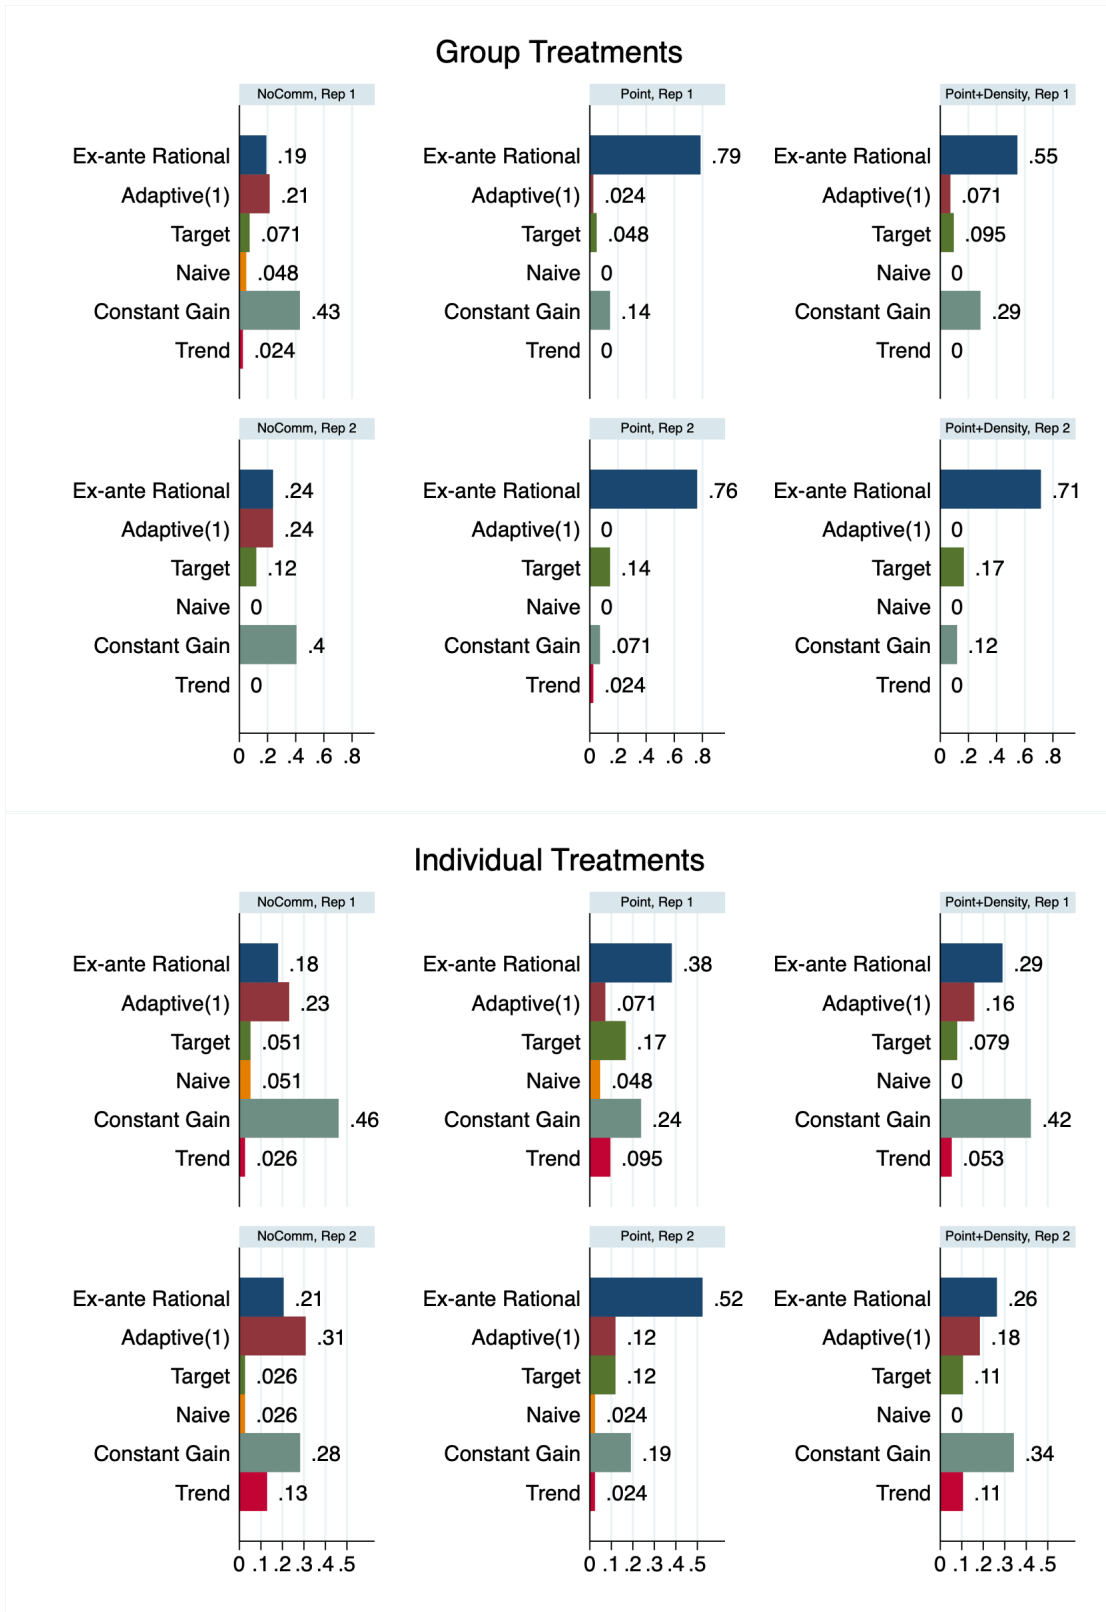 Group Treatments
NoComm, Rep 1
Point, Rep 1
Point+Density, Rep 1
Ex-ante Rational .19
Adaptive(1) .21
Target .071
Naive .048
Constant Gain .43
Trend .024
Ex-ante Rational .79
Adaptive(1) .024
Target .048
Naive 0
Constant Gain .14
Trend 0
Ex-ante Rational .55
Adaptive(1) .071
Target .095
Naive 0
Constant Gain .29
Trend 0
NoComm, Rep 2
Point, Rep 2
Point+Density, Rep 2
Ex-ante Rational .24
Adaptive(1) .24
Target .12
Naive 0
Constant Gain .4
Trend 0
0 .2 .4 .6 .8
Ex-ante Rational .76
Adaptive(1) 0
Target .14
Naive 0
Constant Gain .071
Trend .024
0 .2 .4 .6 .8
Ex-ante Rational .71
Adaptive(1) 0
Target .17
Naive 0
Constant Gain .12
Trend 0
0 .2 .4 .6 .8
Individual Treatments
NoComm, Rep 1
Point, Rep 1
Point+Density, Rep 1
Ex-ante Rational .18
Adaptive(1) .23
Target .051
Naive .051
Constant Gain .46
Trend .026
Ex-ante Rational .38
Adaptive(1) .071
Target .17
Naive .048
Constant Gain .24
Trend .095
Ex-ante Rational .29
Adaptive(1) .16
Target .079
Naive 0
Constant Gain .42
Trend .053
NoComm, Rep 2
Point, Rep 2
Point+Density, Rep 2
Ex-ante Rational .21
Adaptive(1) .31
Target .026
Naive .026
Constant Gain .28
Trend .13
0 .1 .2 .3 .4 .5
Ex-ante Rational .52
Adaptive(1) .12
Target .12
Naive .024
Constant Gain .19
Trend .024
0 .1 .2 .3 .4 .5
Ex-ante Rational .26
Adaptive(1) .18
Target .11
Naive 0
Constant Gain .34
Trend .11
0 .1 .2 .3 .4 .5